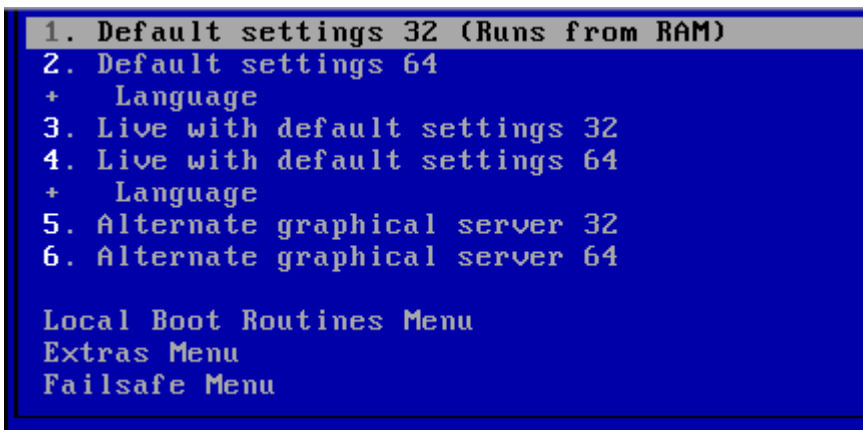 1. Default settings 32 (Runs from RAM)
2. Default settings 64
+ Language
3. Live with default settings 32
4. Live with default settings 64
+ Language
5. Alternate graphical server 32
6. Alternate graphical server 64
Local Boot Routines Menu
Extras Menu
Failsafe Menu